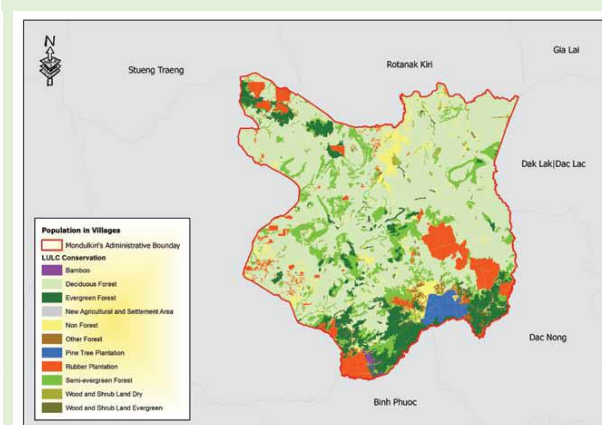 N
Gia Lai
Stueng Traeng
Rotanak Kiri
Dak Lak|Dac Lac
Population in Villages
Mondulkiri's Administrative Boundary
LULC Conservation
Bamboo
Deciduous Forest
Evergreen Forest
New Agricultural and Settlement Area
Non Forest
Other Forest
Pine Tree Plantation
Rubber Plantation
Semi-evergreen Forest
Wood and Shrub Land Dry
Wood and Shrub Land Evergreen
Dac Nong
Binh Phuoc